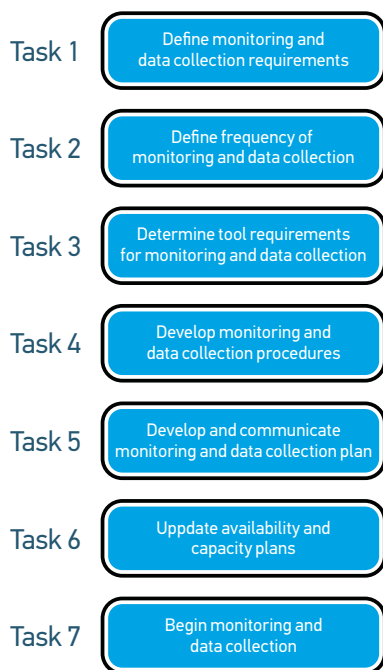 Task 1
Define monitoring and
data collection requirements
Task 2
Define frequency of
monitoring and data collection
Task 3
Determine tool requirements
for monitoring and data collection
Task 4
Develop monitoring and
data collection procedures
Task 5
Develop and communicate
monitoring and data collection plan
Task 6
Uppdate availability and
capacity plans
Task 7
Begin monitoring and
data collection